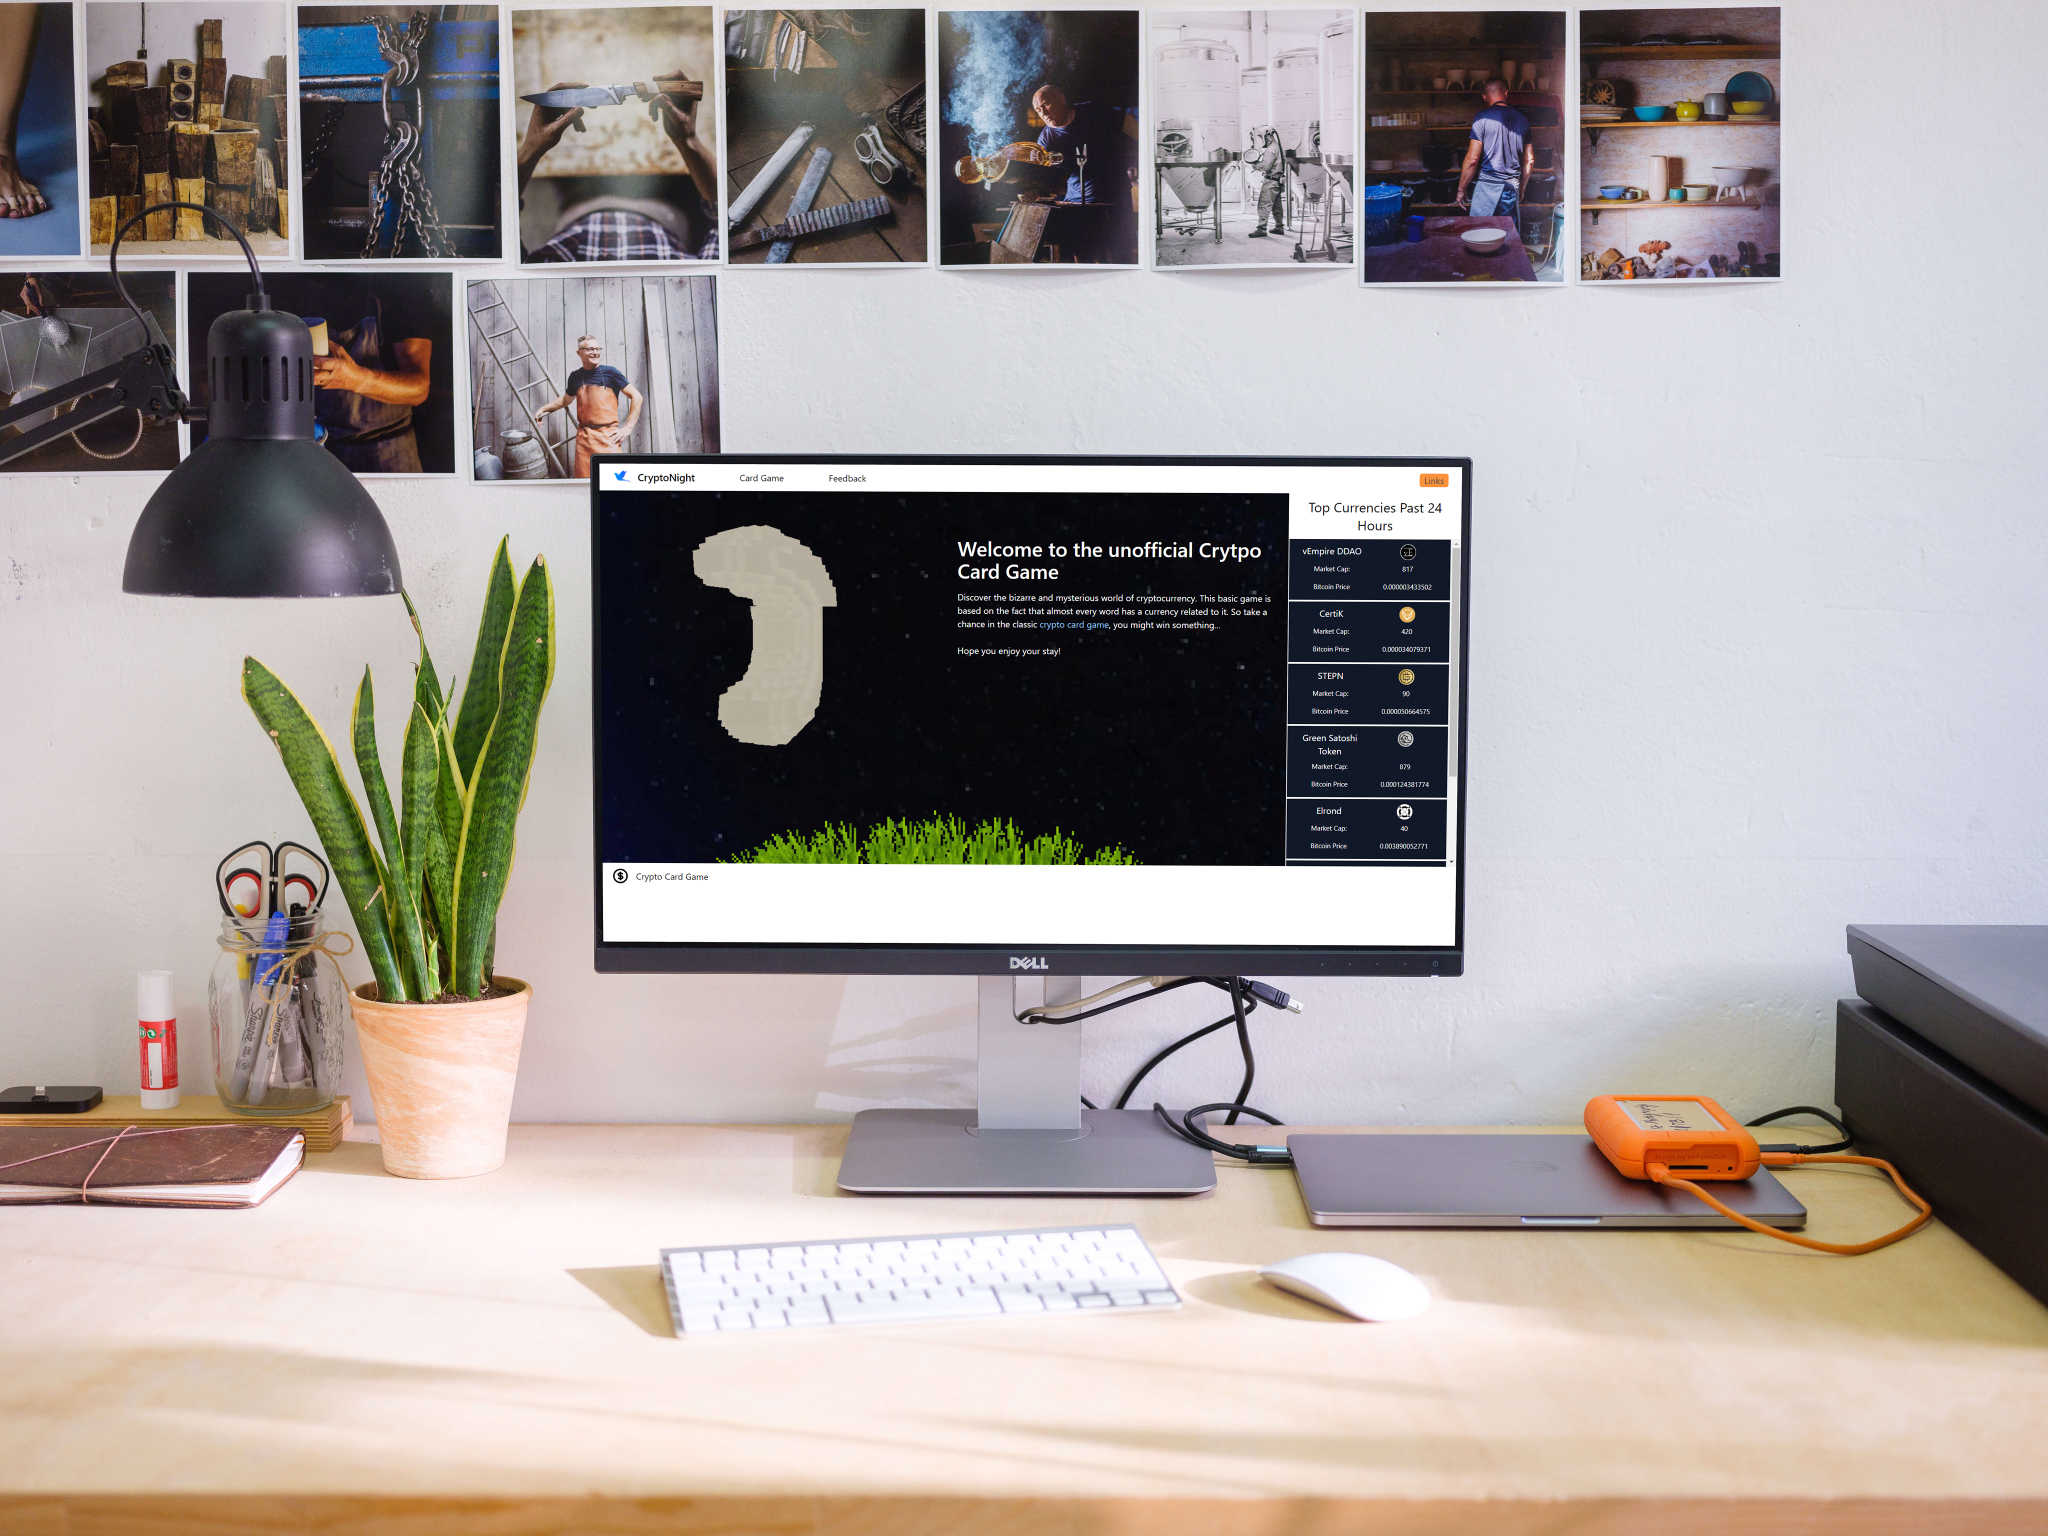 CryptoNight
Card Game
Feedback
Links
Welcome to the unofficial Crytpo
Card Game
Discover the bizarre and mysterious world of cryptocurrency. This basic game is
based on the fact that almost every word has a currency related to it. So take a
chance in the classic crypto card game, you might win something...
Hope you enjoy your stay!
Top Currencies Past 24
Hours
vEmpire DDAO
Market Cap: 817
Bitcoin Price 0.000003433502
CertiK
Market Cap: 420
Bitcoin Price 0.000034079371
STEPN
Market Cap: 90
Bitcoin Price 0.000050664575
Green Satoshi
Token
Market Cap: 879
Bitcoin Price 0.000124381774
Elrond
Market Cap: 40
Bitcoin Price 0.003890052771
$ Crypto Card Game
DELL
Sharpie
Sharpie